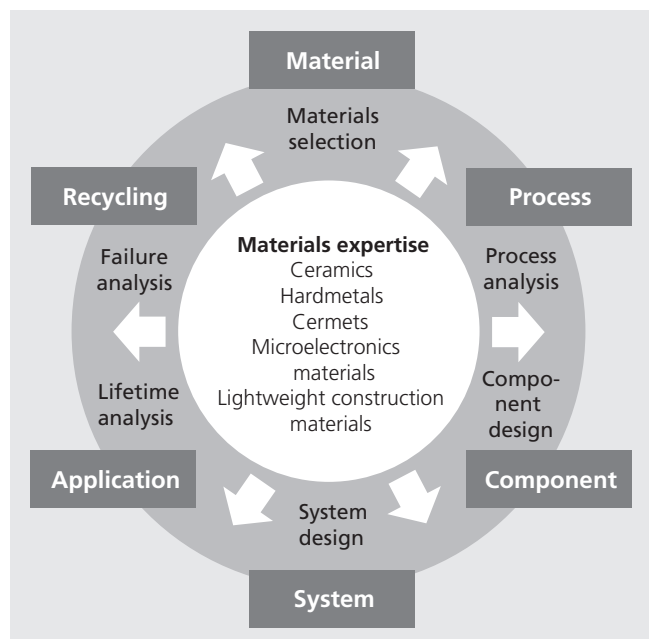 Material
Materials
selection
Recycling
Process
Materials expertise
Ceramics
Hardmetals
Cermets
Microelectronics
materials
Lightweight construction
materials
Failure
analysis
Process
analysis
Lifetime
analysis
Compo-
nent
design
Application
Component
System
design
System